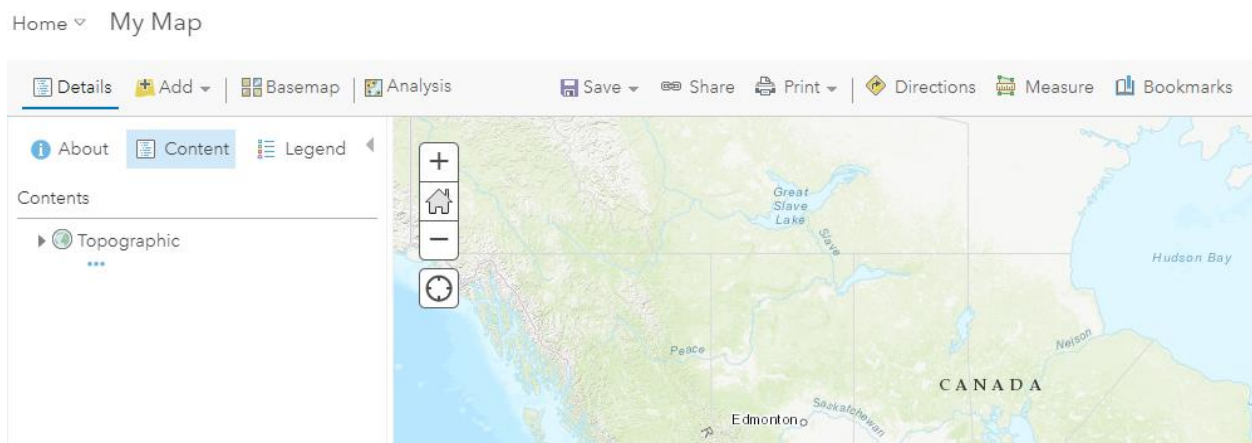 Home My Map
Details Add Basemap Analysis Save Share Print Directions Measure Bookmarks
About Content Legend
Contents
Topographic
Great
Slave
Lake
Slave
Hudson Bay
Peace
Nelson
CANADA
Saskatchewan
Edmonton
R